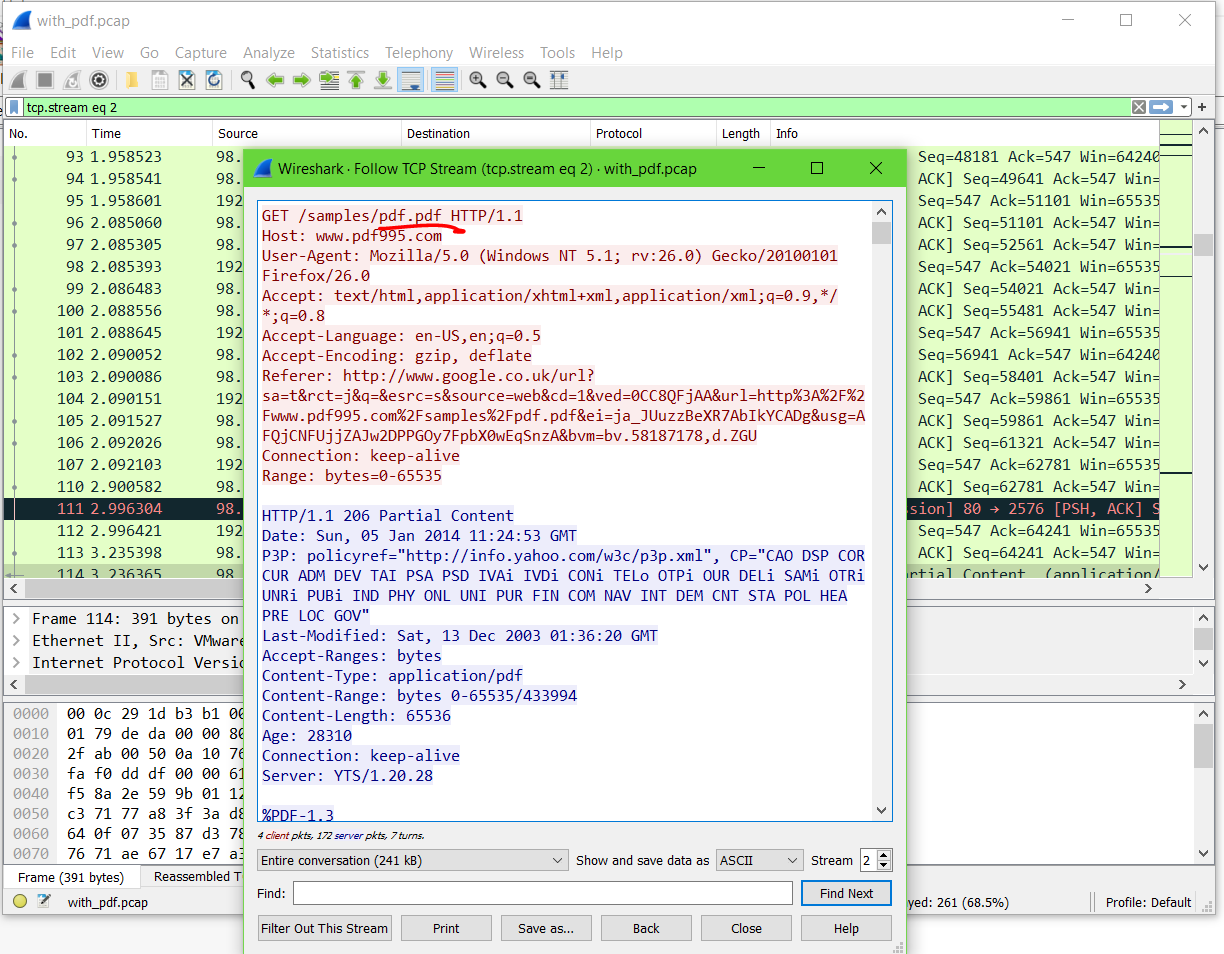 with_pdf.pcap
File Edit View Go Capture Analyze Statistics Telephony Wireless Tools Help
tcp.stream eq 2
No. Time Source Destination Protocol Length Info
93 1.958523 98. Seq=48181 Ack=547 Win=64240
94 1.958541 98. ACK] Seq=49641 Ack=547 Win=
95 1.958601 192 Seq=547 Ack=51101 Win=65535
96 2.085060 98. ACK] Seq=51101 Ack=547 Win=
97 2.085305 98. ACK] Seq=52561 Ack=547 Win=
98 2.085393 192 Seq=547 Ack=54021 Win=65535
99 2.086483 98. ACK] Seq=54021 Ack=547 Win=
100 2.088556 98. ACK] Seq=55481 Ack=547 Win=
101 2.088645 192 Seq=547 Ack=56941 Win=65535
102 2.090052 98. Seq=56941 Ack=547 Win=64240
103 2.090086 98. ACK] Seq=58401 Ack=547 Win=
104 2.090151 192 Seq=547 Ack=59861 Win=65535
105 2.091527 98. ACK] Seq=59861 Ack=547 Win=
106 2.092026 98. ACK] Seq=61321 Ack=547 Win=
107 2.092103 192 Seq=547 Ack=62781 Win=65535
110 2.900582 98. ACK] Seq=62781 Ack=547 Win=
111 2.996304 98. sion] 80 → 2576 [PSH, ACK] S
112 2.996421 192 Seq=547 Ack=64241 Win=65535
113 3.235398 98. ACK] Seq=64241 Ack=547 Win=
114 3.236365 98. artial Content (application/
Wireshark · Follow TCP Stream (tcp.stream eq 2) · with_pdf.pcap
GET /samples/pdf.pdf HTTP/1.1
Host: www.pdf995.com
User-Agent: Mozilla/5.0 (Windows NT 5.1; rv:26.0) Gecko/20100101
Firefox/26.0
Accept: text/html,application/xhtml+xml,application/xml;q=0.9,*/
*;q=0.8
Accept-Language: en-US,en;q=0.5
Accept-Encoding: gzip, deflate
Referer: http://www.google.co.uk/url?
sa=t&rct=j&q=&esrc=s&source=web&cd=1&ved=0CC8QFjAA&url=http%3A%2F%2
Fwww.pdf995.com%2Fsamples%2Fpdf.pdf&ei=ja_JUuzzBeXR7AbIkYCADg&usg=A
FQjCNFUjjZAJw2DPPGOy7FpbX0wEqSnzA&bvm=bv.58187178,d.ZGU
Connection: keep-alive
Range: bytes=0-65535
HTTP/1.1 206 Partial Content
Date: Sun, 05 Jan 2014 11:24:53 GMT
P3P: policyref="http://info.yahoo.com/w3c/p3p.xml", CP="CAO DSP COR
CUR ADM DEV TAI PSA PSD IVAi IVDi CONi TELo OTPi OUR DELi SAMi OTRi
UNRi PUBi IND PHY ONL UNI PUR FIN COM NAV INT DEM CNT STA POL HEA
PRE LOC GOV"
Last-Modified: Sat, 13 Dec 2003 01:36:20 GMT
Accept-Ranges: bytes
Content-Type: application/pdf
Content-Range: bytes 0-65535/433994
Content-Length: 65536
Age: 28310
Connection: keep-alive
Server: YTS/1.20.28
%PDF-1.3
4 client pkts, 172 server pkts, 7 turns.
Entire conversation (241 kB) Show and save data as ASCII Stream 2
Find: Find Next
Filter Out This Stream Print Save as... Back Close Help
Frame 114: 391 bytes on
Ethernet II, Src: VMware
Internet Protocol Versio
0000 00 0c 29 1d b3 b1 00
0010 01 79 de da 00 00 80
0020 2f ab 00 50 0a 10 76
0030 fa f0 dd df 00 00 61
0040 f5 8a 2e 59 9b 01 12
0050 c3 71 77 a8 3f 3a d8
0060 64 0f 07 35 87 d3 78
0070 76 71 ae 67 17 e7 a3
Frame (391 bytes) Reassembled T
with_pdf.pcap yed: 261 (68.5%) Profile: Default